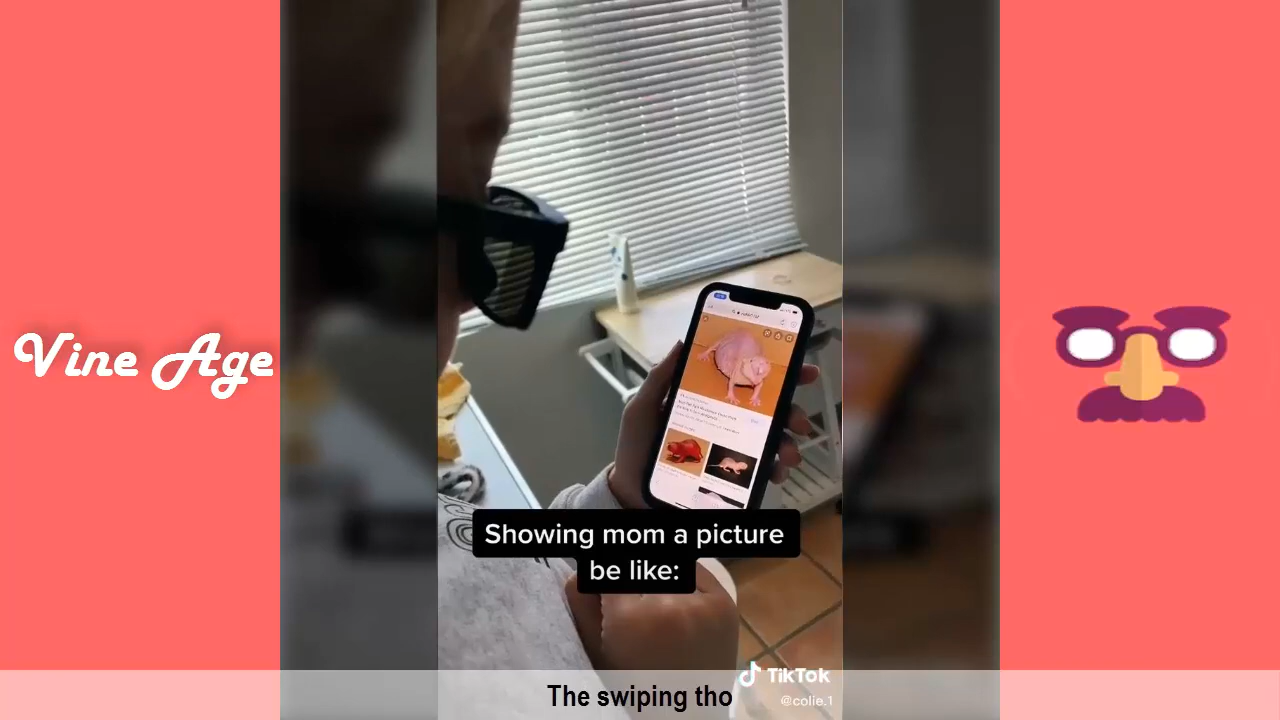 Vine Age
Showing mom a picture
be like:
TikTok
@colie.1
The swiping tho